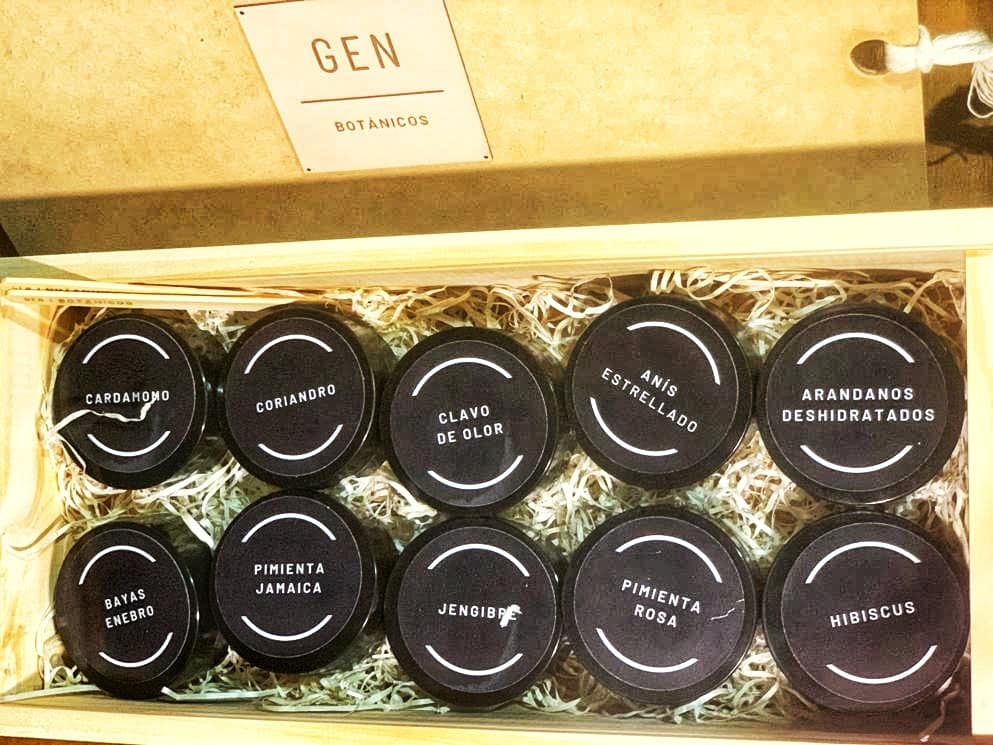 GEN
BOTÁNICOS
CARDAMOMO
CORIANDRO
CLAVO
DE OLOR
ANÍS
ESTRELLADO
ARANDANOS
DESHIDRATADOS
BAYAS
ENEBRO
PIMIENTA
JAMAICA
JENGIBRE
PIMIENTA
ROSA
HIBISCUS